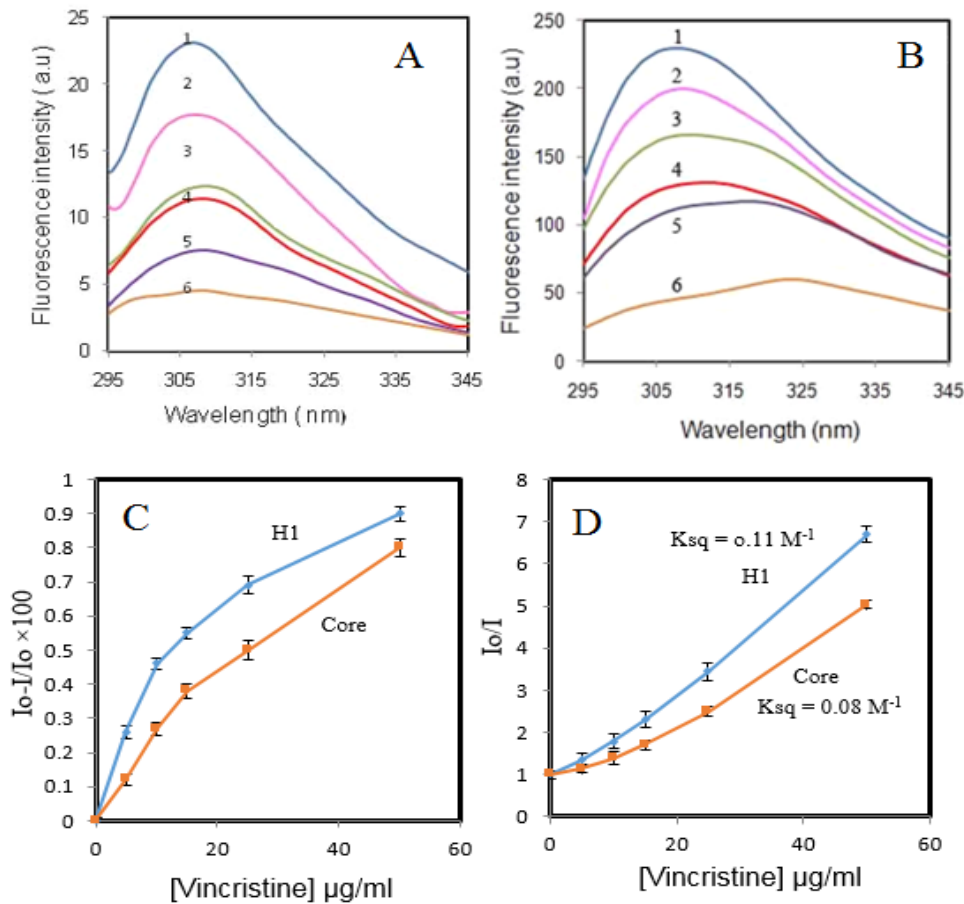 A
Fluorescence intensity ( a.u)
25
20
15
10
5
0
1
2
3
4
5
6
295 305 315 325 335 345
Wavelength ( nm)
B
Fluorescence intensity (a.u)
250
200
150
100
50
0
1
2
3
4
5
6
295 305 315 325 335 345
Wavelength (nm)
C
Io-I/Io ×100
1
0.9
0.8
0.7
0.6
0.5
0.4
0.3
0.2
0.1
0
H1
Core
0 20 40 60
[Vincristine] µg/ml
D
Io/I
8
7
6
5
4
3
2
1
0
Ksq = o.11 M-1
H1
Core
Ksq = 0.08 M-1
0 20 40 60
[Vincristine] µg/ml